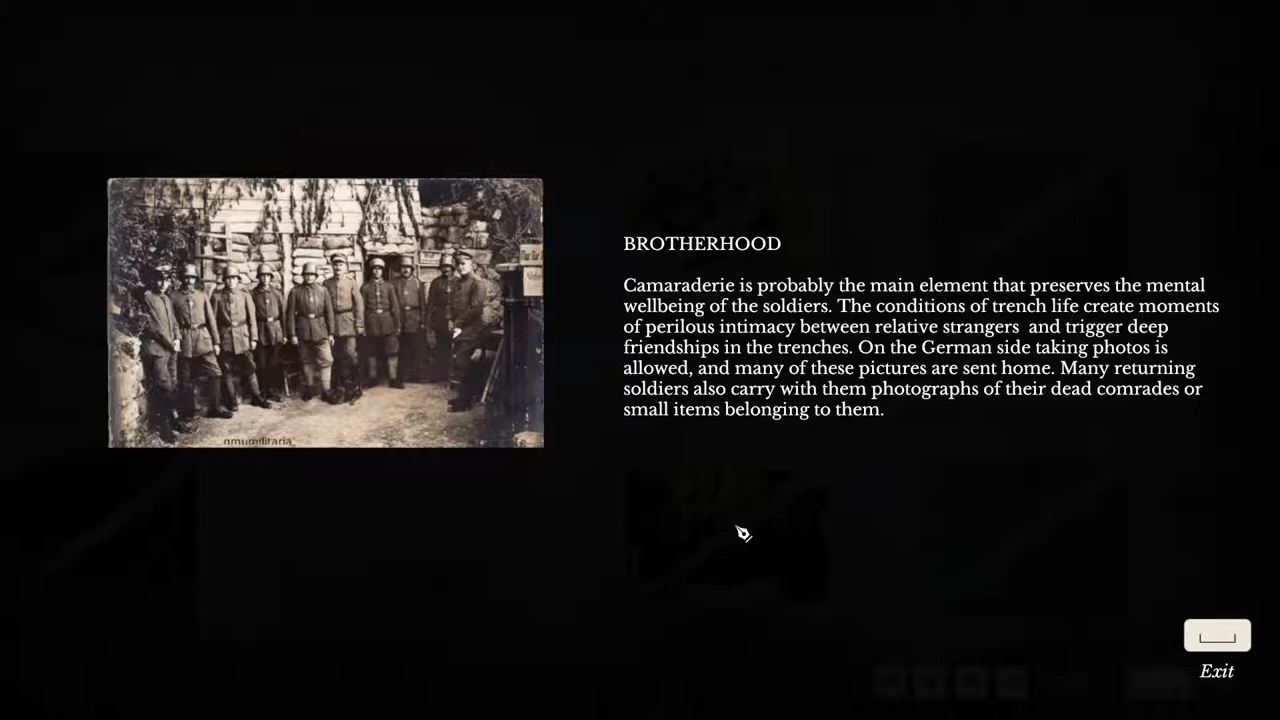 BROTHERHOOD
Camaraderie is probably the main element that preserves the mental
wellbeing of the soldiers. The conditions of trench life create moments
of perilous intimacy between relative strangers  and trigger deep
friendships in the trenches. On the German side taking photos is
allowed, and many of these pictures are sent home. Many returning
soldiers also carry with them photographs of their dead comrades or
small items belonging to them.
gmumilitaria
Exit